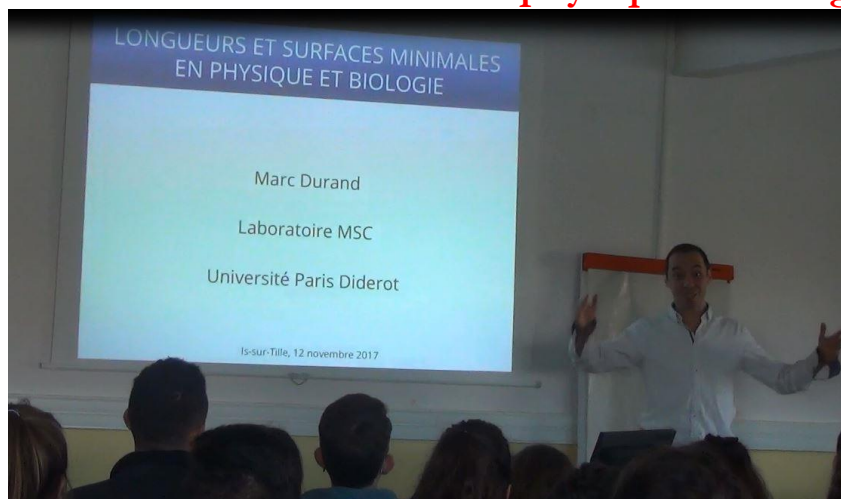 LONGUEURS ET SURFACES MINIMALES
EN PHYSIQUE ET BIOLOGIE
Marc Durand
Laboratoire MSC
Université Paris Diderot
Is-sur-Tille, 12 novembre 2017